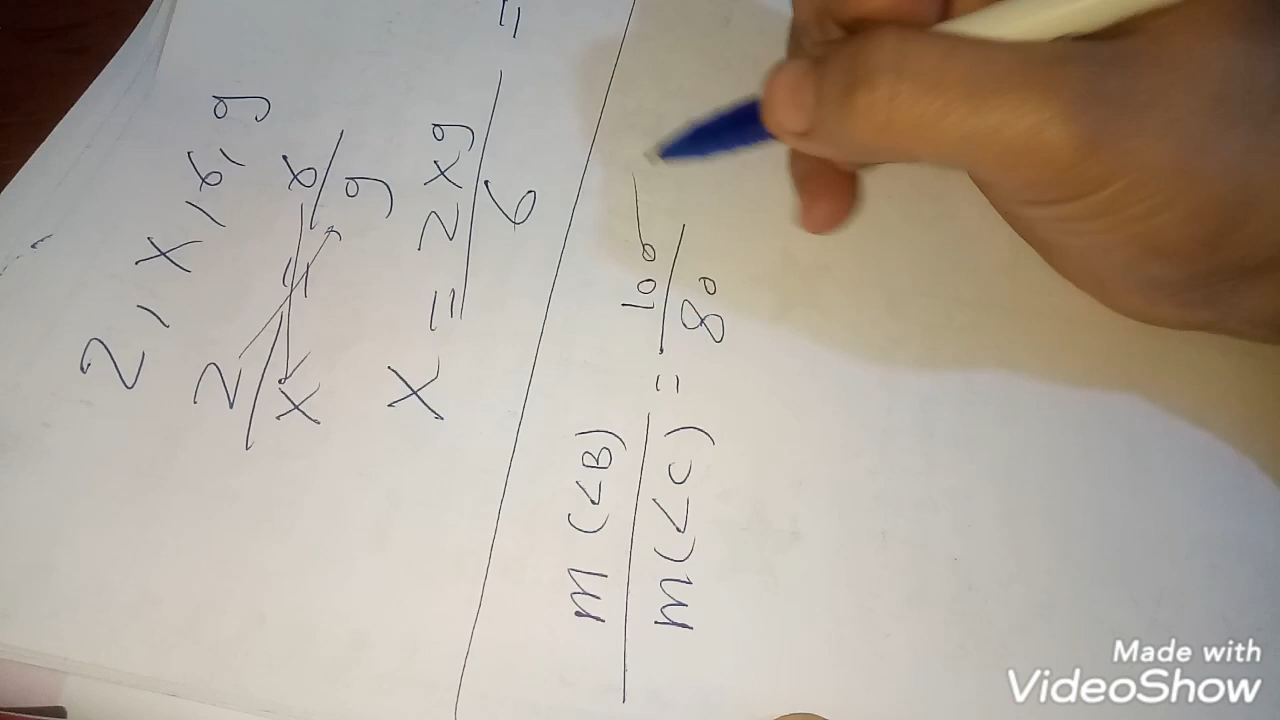 2, X, 6, 9
2/X = 6/9
X = 2 x 9 / 6 =
m (<B) / m (<C) = 100 / 80
Made with
VideoShow